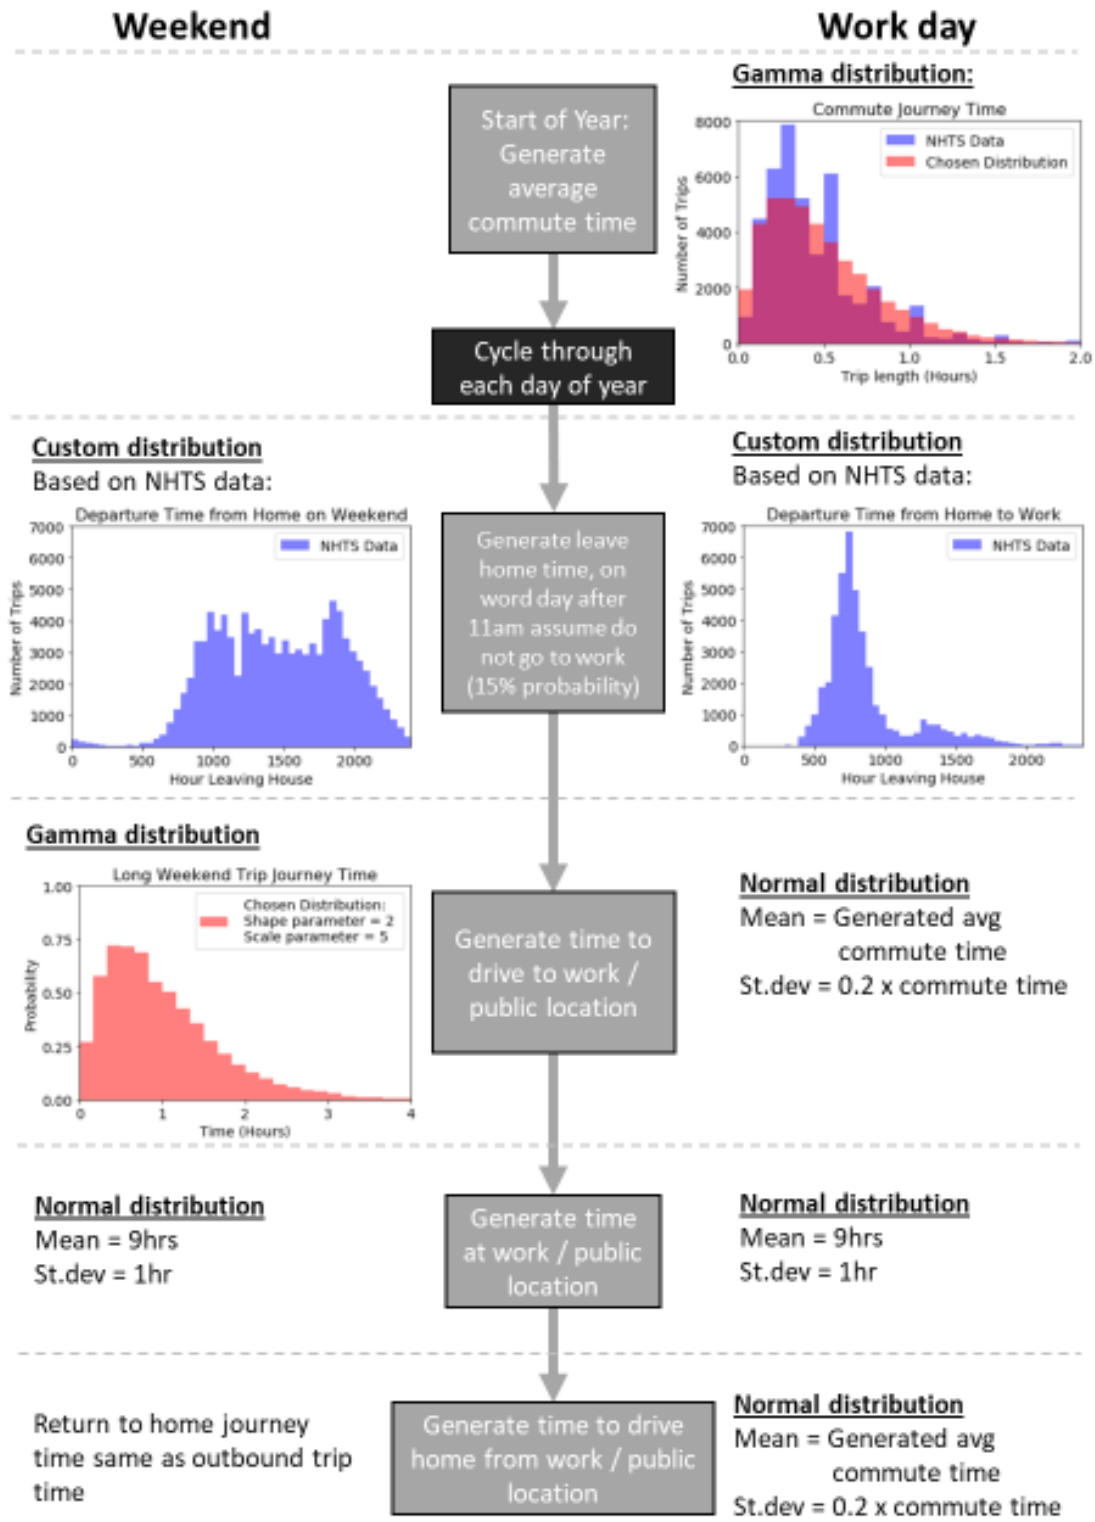 Weekend
Work day
Gamma distribution:
Start of Year:
Generate
average
commute time
Commute Journey Time
NHTS Data
Chosen Distribution
Number of Trips
8000
6000
4000
2000
0
0.0
0.5
1.0
1.5
2.0
Trip length (Hours)
Cycle through
each day of year
Custom distribution
Based on NHTS data:
Departure Time from Home on Weekend
NHTS Data
Number of Trips
7000
6000
5000
4000
3000
2000
1000
0
0
500
1000
1500
2000
Hour Leaving House
Generate leave
home time, on
word day after
11am assume do
not go to work
(15% probability)
Custom distribution
Based on NHTS data:
Departure Time from Home to Work
NHTS Data
Number of Trips
7000
6000
5000
4000
3000
2000
1000
0
0
500
1000
1500
2000
Hour Leaving House
Gamma distribution
Long Weekend Trip Journey Time
Chosen Distribution:
Shape parameter = 2
Scale parameter = 5
Probability
1.00
0.75
0.50
0.25
0.00
0
1
2
3
4
Time (Hours)
Generate time to
drive to work /
public location
Normal distribution
Mean = Generated avg
commute time
St.dev = 0.2 x commute time
Normal distribution
Mean = 9hrs
St.dev = 1hr
Generate time
at work / public
location
Normal distribution
Mean = 9hrs
St.dev = 1hr
Return to home journey
time same as outbound trip
time
Generate time to drive
home from work / public
location
Normal distribution
Mean = Generated avg
commute time
St.dev = 0.2 x commute time